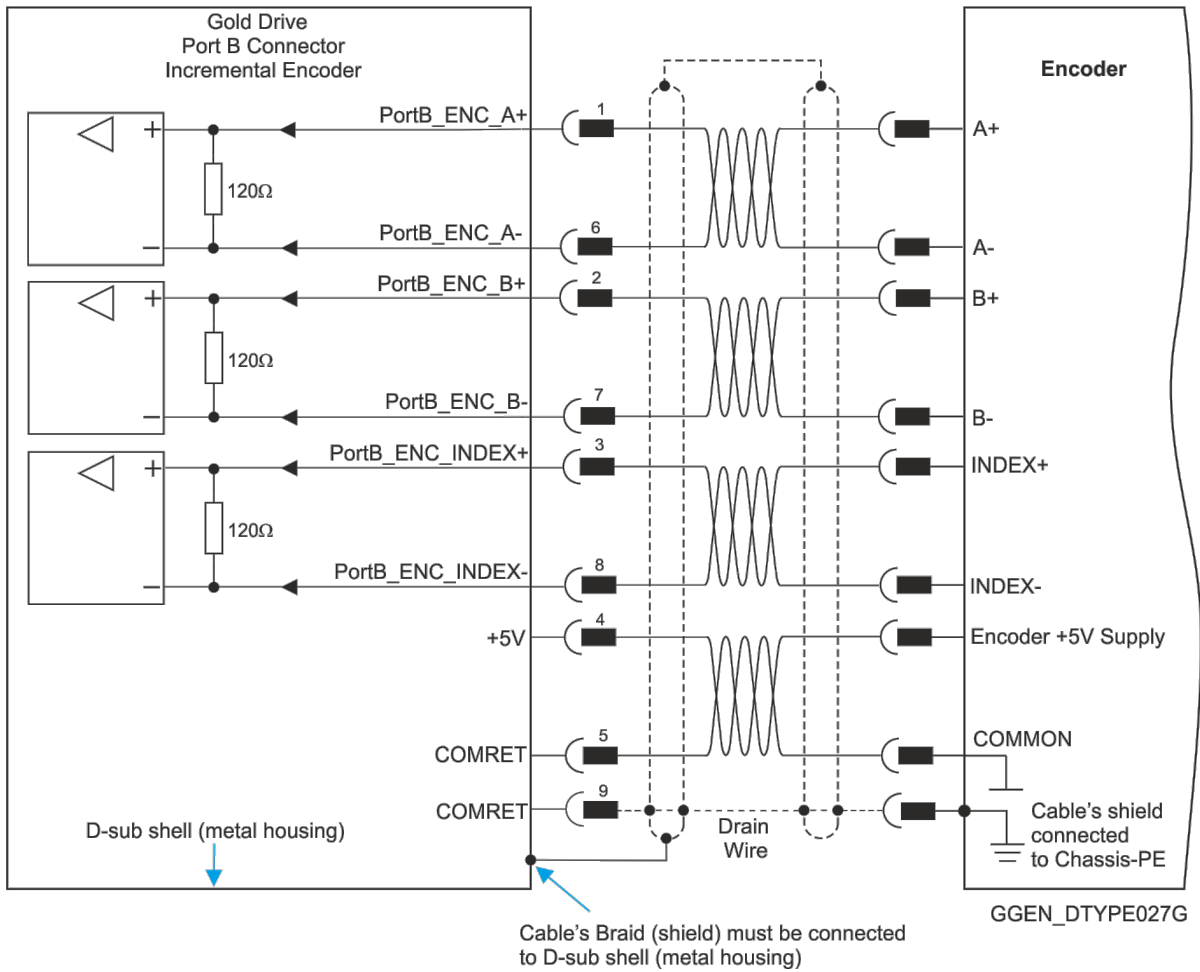 Gold Drive
Port B Connector
Incremental Encoder
Encoder
PortB_ENC_A+
1
A+
+
120Ω
PortB_ENC_A-
6
A-
−
PortB_ENC_B+
2
B+
+
120Ω
PortB_ENC_B-
7
B-
−
PortB_ENC_INDEX+
3
INDEX+
+
120Ω
PortB_ENC_INDEX-
8
INDEX-
−
+5V
4
Encoder +5V Supply
COMRET
5
COMMON
COMRET
9
Drain
Wire
Cable's shield
connected
to Chassis-PE
D-sub shell (metal housing)
GGEN_DTYPE027G
Cable's Braid (shield) must be connected
to D-sub shell (metal housing)